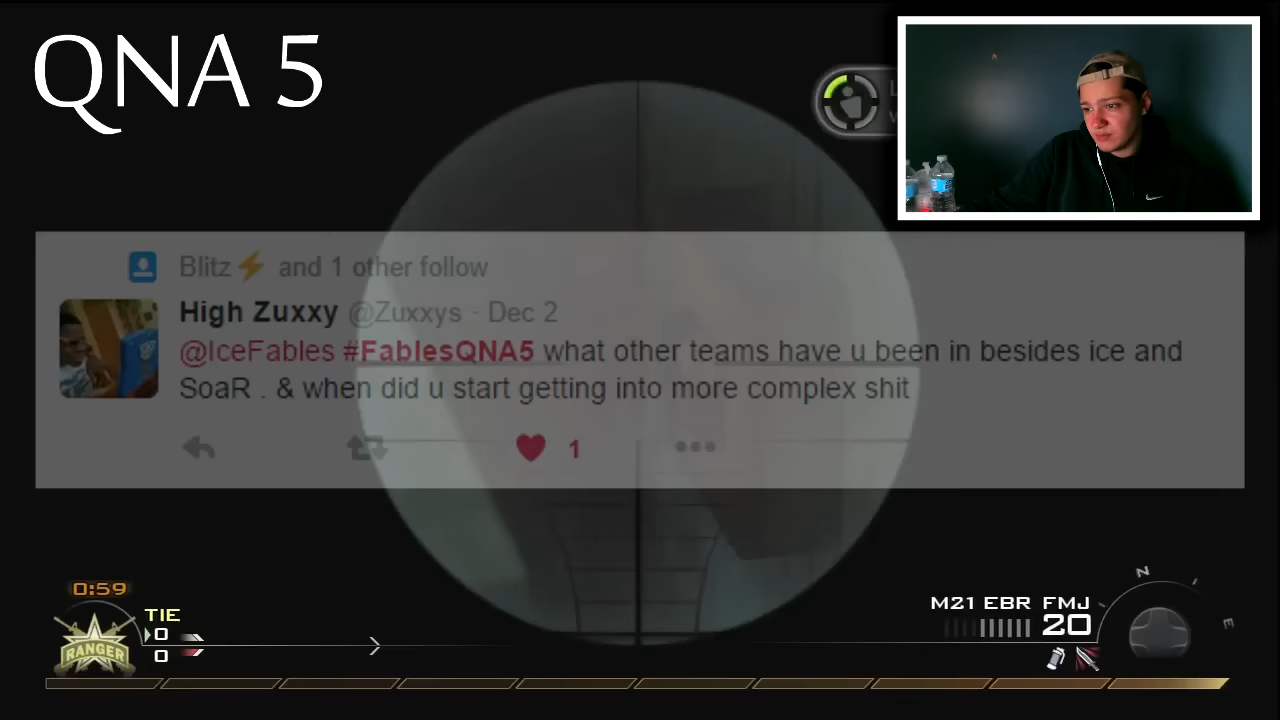 QNA 5
Blitz⚡ and 1 other follow
High Zuxxy @Zuxxys · Dec 2
@IceFables #FablesQNA5 what other teams have u been in besides ice and
SoaR . & when did u start getting into more complex shit
1
0:59
TIE
0
0
RANGER
M21 EBR FMJ
20
N
E